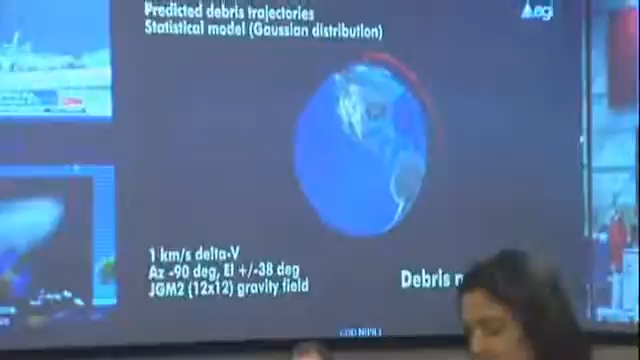 Predicted debris trajectories
Statistical model (Gaussian distribution)
agi
1 km/s delta-V
Az -90 deg, El +/-38 deg
JGM2 (12x12) gravity field
Debris